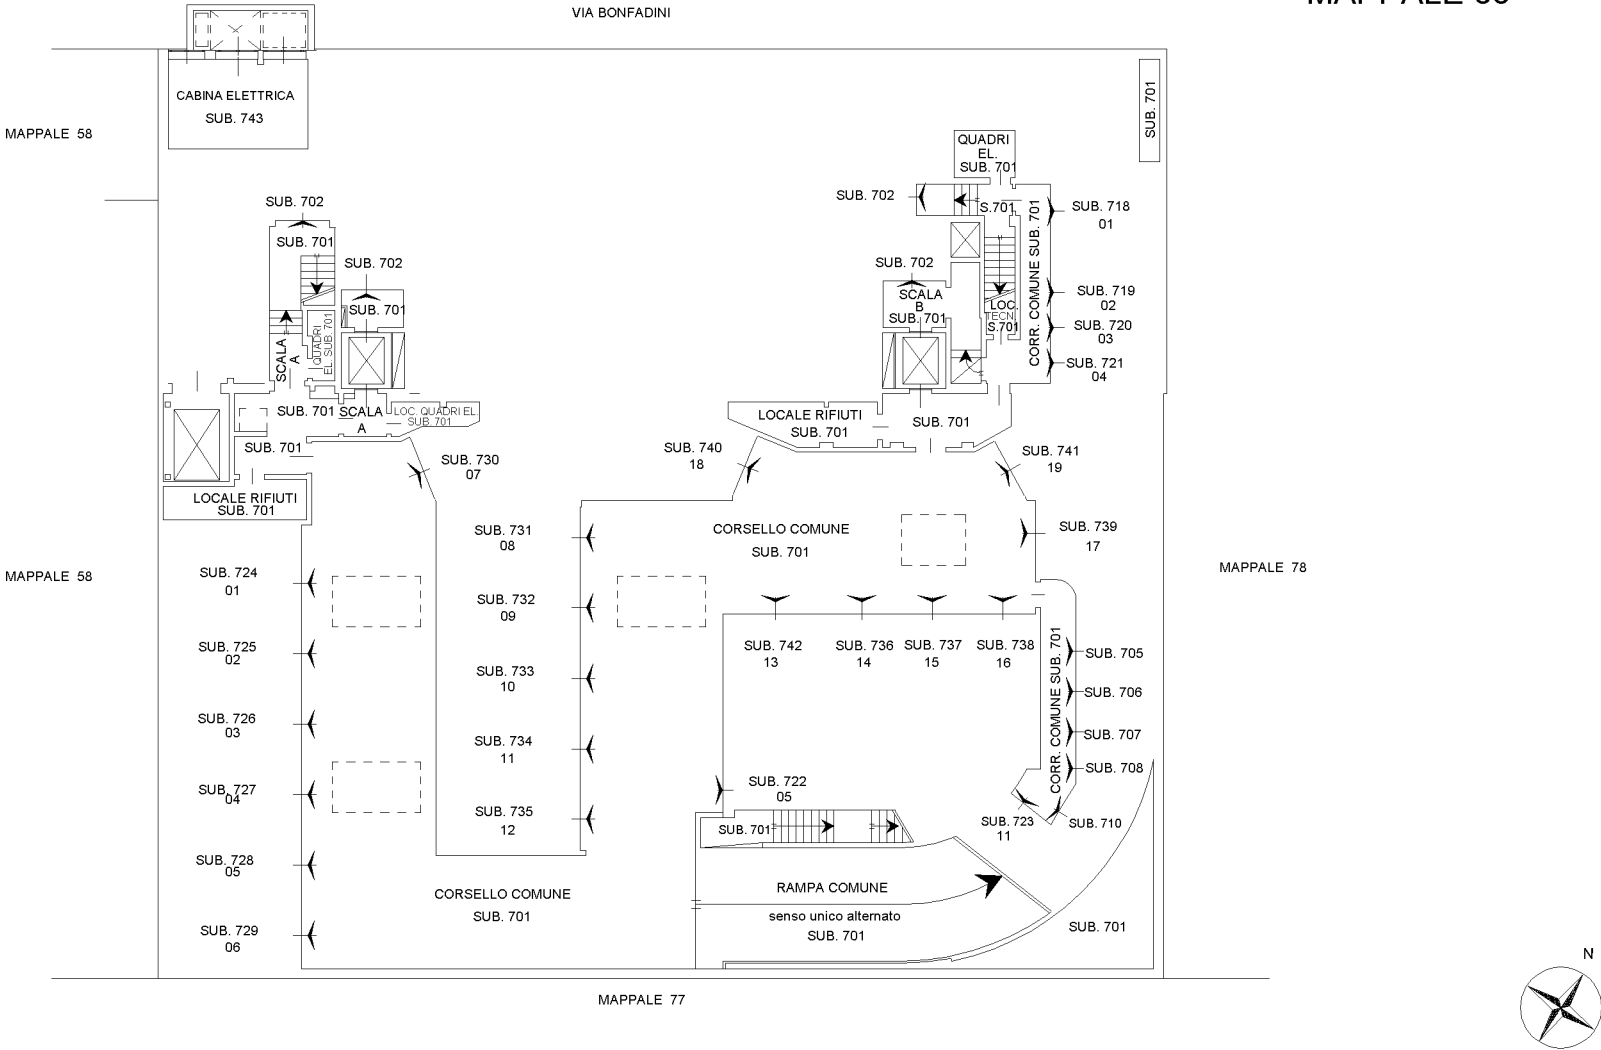 VIA BONFADINI
CABINA ELETTRICA
SUB. 743
MAPPALE 58
SUB. 701
QUADRI
EL.
SUB. 701
SUB. 702
S.701
CORR. COMUNE SUB. 701
SUB. 718
01
SUB. 702
SUB. 701
SUB. 702
SUB. 701
SUB. 702
SCALA
B
SUB. 701
LOC.
TECN.
S.701
SUB. 719
02
SUB. 720
03
SUB. 721
04
SCALA
A
QUADRI
EL. SUB. 701
SUB. 701
SCALA
A
LOC. QUADRI EL.
SUB. 701
LOCALE RIFIUTI
SUB. 701
SUB. 701
SUB. 701
SUB. 740
18
SUB. 741
19
SUB. 730
07
LOCALE RIFIUTI
SUB. 701
SUB. 731
08
CORSELLO COMUNE
SUB. 701
SUB. 739
17
MAPPALE 58
SUB. 724
01
MAPPALE 78
SUB. 732
09
SUB. 725
02
SUB. 742
13
SUB. 736
14
SUB. 737
15
SUB. 738
16
CORR. COMUNE SUB. 701
SUB. 705
SUB. 733
10
SUB. 706
SUB. 726
03
SUB. 707
SUB. 734
11
SUB. 708
SUB. 727
04
SUB. 722
05
SUB. 735
12
SUB. 701
SUB. 723
11
SUB. 710
SUB. 728
05
CORSELLO COMUNE
SUB. 701
RAMPA COMUNE
senso unico alternato
SUB. 701
SUB. 701
SUB. 729
06
N
MAPPALE 77